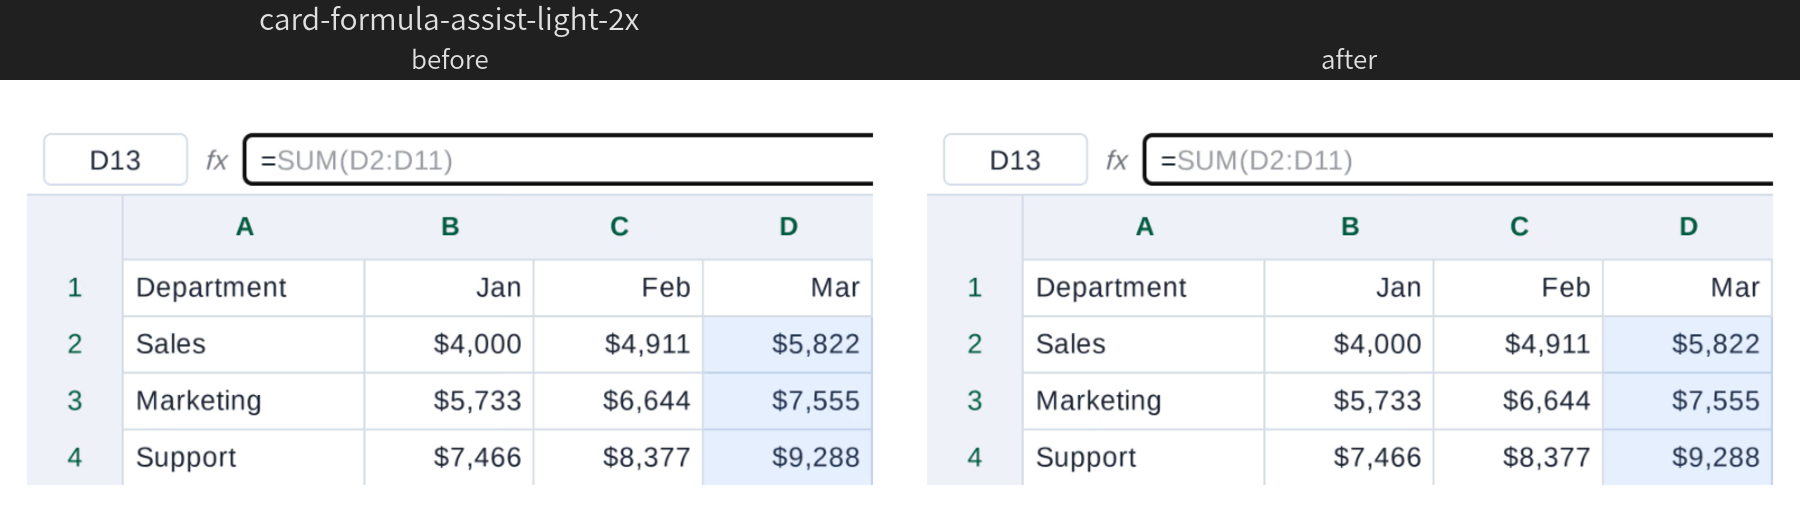 card-formula-assist-light-2x
before after
D13 fx =SUM(D2:D11) D13 fx =SUM(D2:D11)
A B C D A B C D
1 Department Jan Feb Mar 1 Department Jan Feb Mar
2 Sales $4,000 $4,911 $5,822 2 Sales $4,000 $4,911 $5,822
3 Marketing $5,733 $6,644 $7,555 3 Marketing $5,733 $6,644 $7,555
4 Support $7,466 $8,377 $9,288 4 Support $7,466 $8,377 $9,288